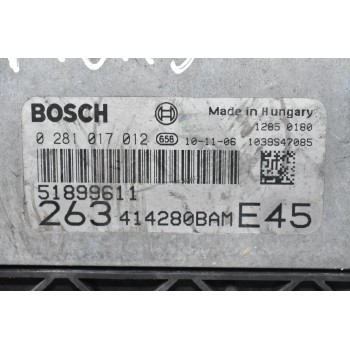 BOSCH Made in Hungary
1285 0180
0 281 017 012 656 10-11-06 1039S47085
51899611
263 414280BAM E45